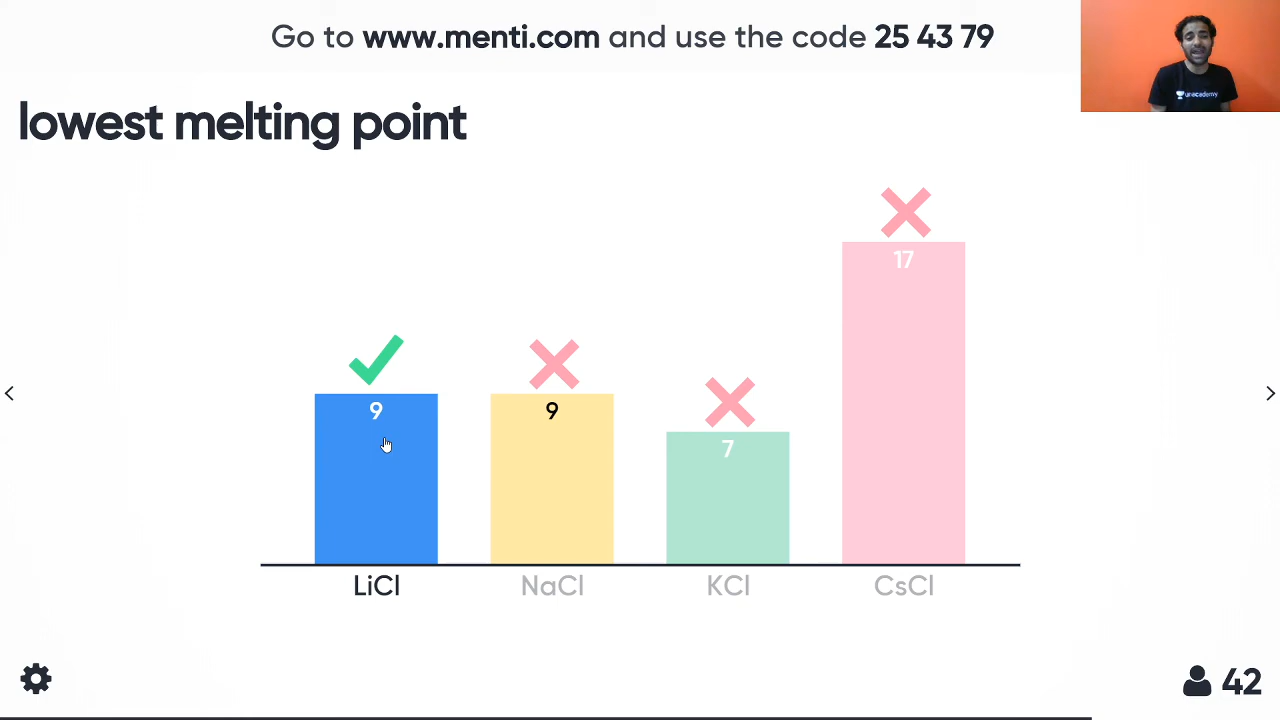 Go to www.menti.com and use the code 25 43 79
unacademy
lowest melting point
17
9
9
7
LiCl
NaCl
KCl
CsCl
42